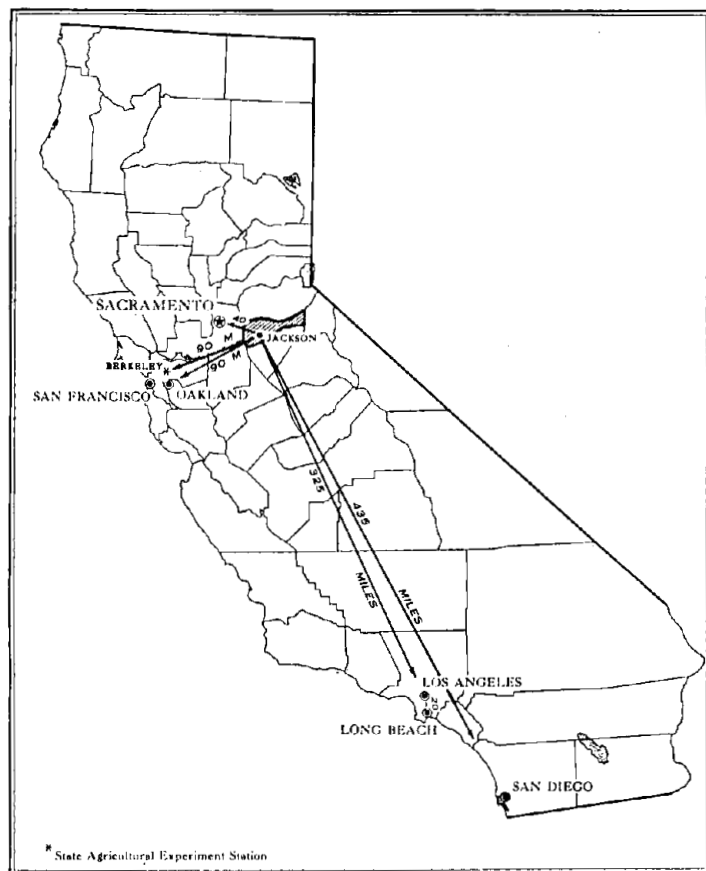 SACRAMENTO
40
JACKSON
90 M
BERKELEY *
90 M
SAN FRANCISCO
OAKLAND
325 MILES
435 MILES
LOS ANGELES
20
LONG BEACH
SAN DIEGO
* State Agricultural Experiment Station